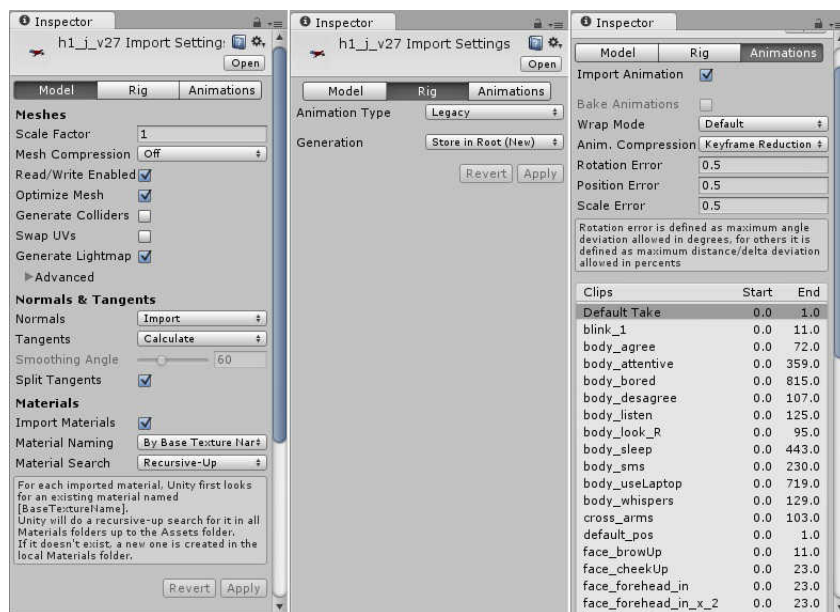 Inspector
h1_j_v27 Import Setting:
Open
Model Rig Animations
Meshes
Scale Factor 1
Mesh Compression Off
Read/Write Enabled
Optimize Mesh
Generate Colliders
Swap UVs
Generate Lightmap
Advanced
Normals & Tangents
Normals Import
Tangents Calculate
Smoothing Angle 60
Split Tangents
Materials
Import Materials
Material Naming By Base Texture Nar
Material Search Recursive-Up
For each imported material, Unity first looks
for an existing material named
[BaseTextureName].
Unity will do a recursive-up search for it in all
Materials folders up to the Assets folder.
If it doesn't exist, a new one is created in the
local Materials folder.
Revert Apply
Inspector
h1_j_v27 Import Settings
Open
Model Rig Animations
Animation Type Legacy
Generation Store in Root (New)
Revert Apply
Inspector
Model Rig Animations
Import Animation
Bake Animations
Wrap Mode Default
Anim. Compression Keyframe Reduction
Rotation Error 0.5
Position Error 0.5
Scale Error 0.5
Rotation error is defined as maximum angle
deviation allowed in degrees, for others it is
defined as maximum distance/delta deviation
allowed in percents
Clips Start End
Default Take 0.0 1.0
blink_1 0.0 11.0
body_agree 0.0 72.0
body_attentive 0.0 359.0
body_bored 0.0 815.0
body_desagree 0.0 107.0
body_listen 0.0 125.0
body_look_R 0.0 95.0
body_sleep 0.0 443.0
body_sms 0.0 230.0
body_useLaptop 0.0 719.0
body_whispers 0.0 129.0
cross_arms 0.0 103.0
default_pos 0.0 1.0
face_browUp 0.0 11.0
face_cheekUp 0.0 23.0
face_forehead_in 0.0 23.0
face_forehead_in_x_2 0.0 23.0